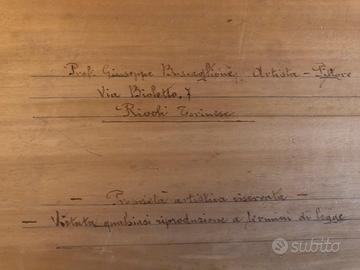 Prof. Giuseppe Buscaglione Artista - Pittore
Via Bioletto, 7
Rivoli Torinese
- Proprietà artistica riservata -
- Vietata qualsiasi riproduzione a termini di legge
subito